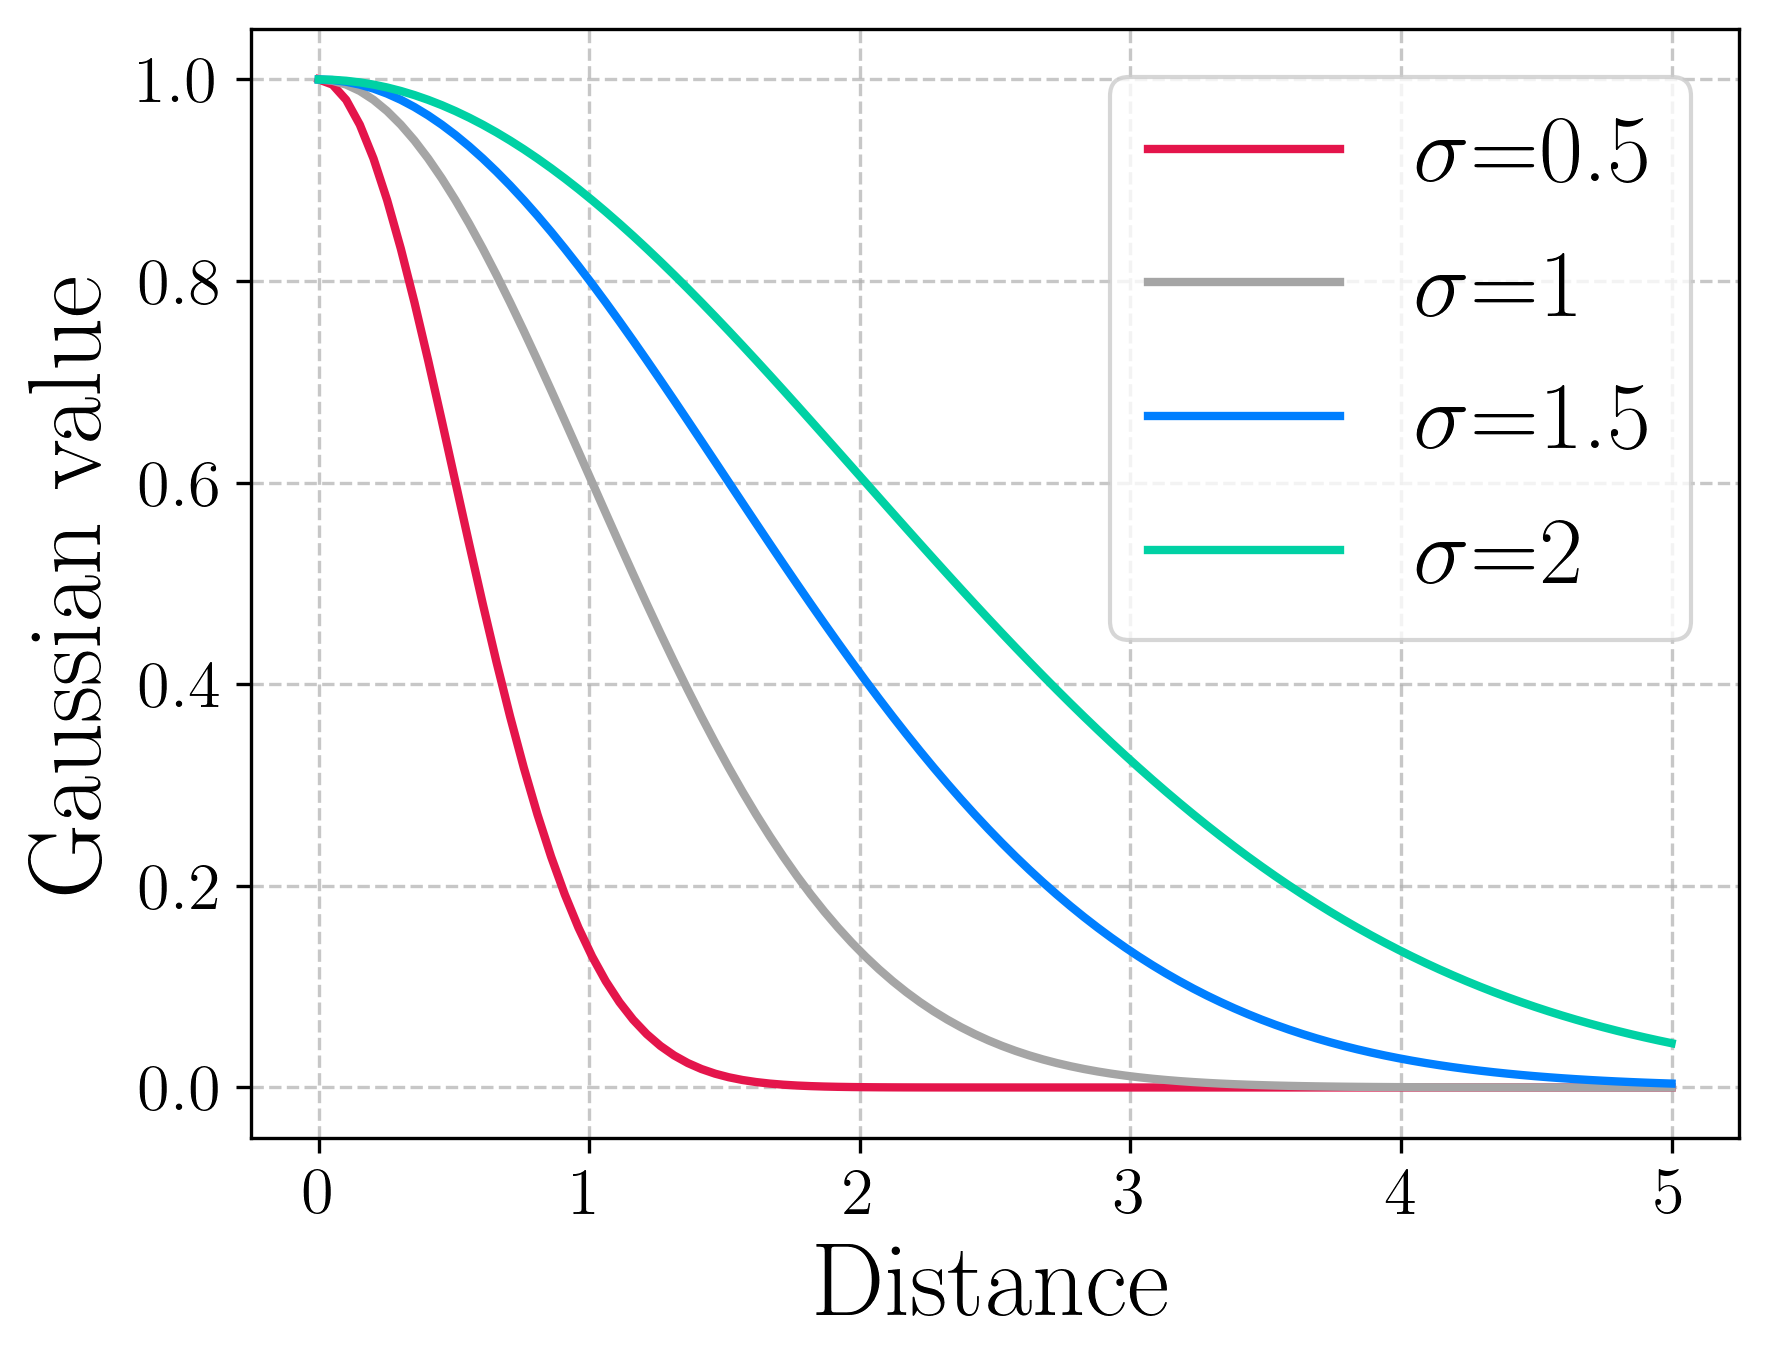 Gaussian value
1.0
0.8
0.6
0.4
0.2
0.0
σ=0.5
σ=1
σ=1.5
σ=2
0 1 2 3 4 5
Distance